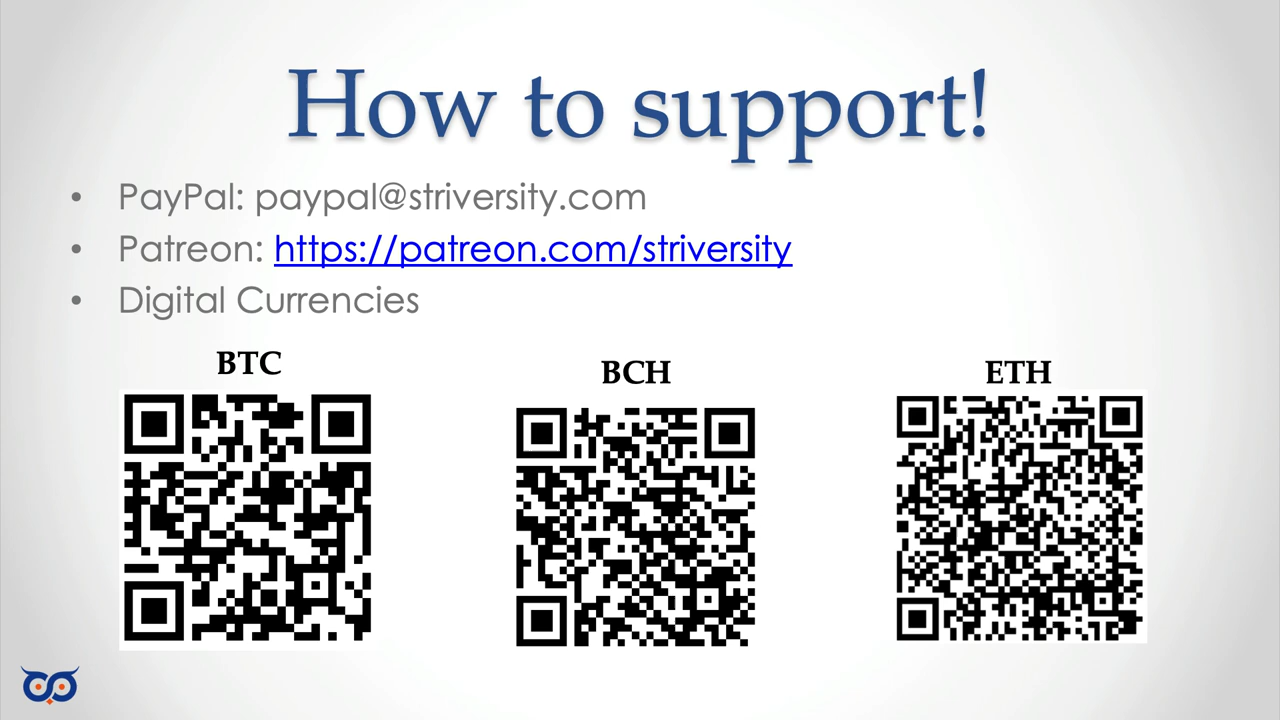 How to support!
• PayPal: paypal@striversity.com
• Patreon: https://patreon.com/striversity
• Digital Currencies
BTC
BCH
ETH